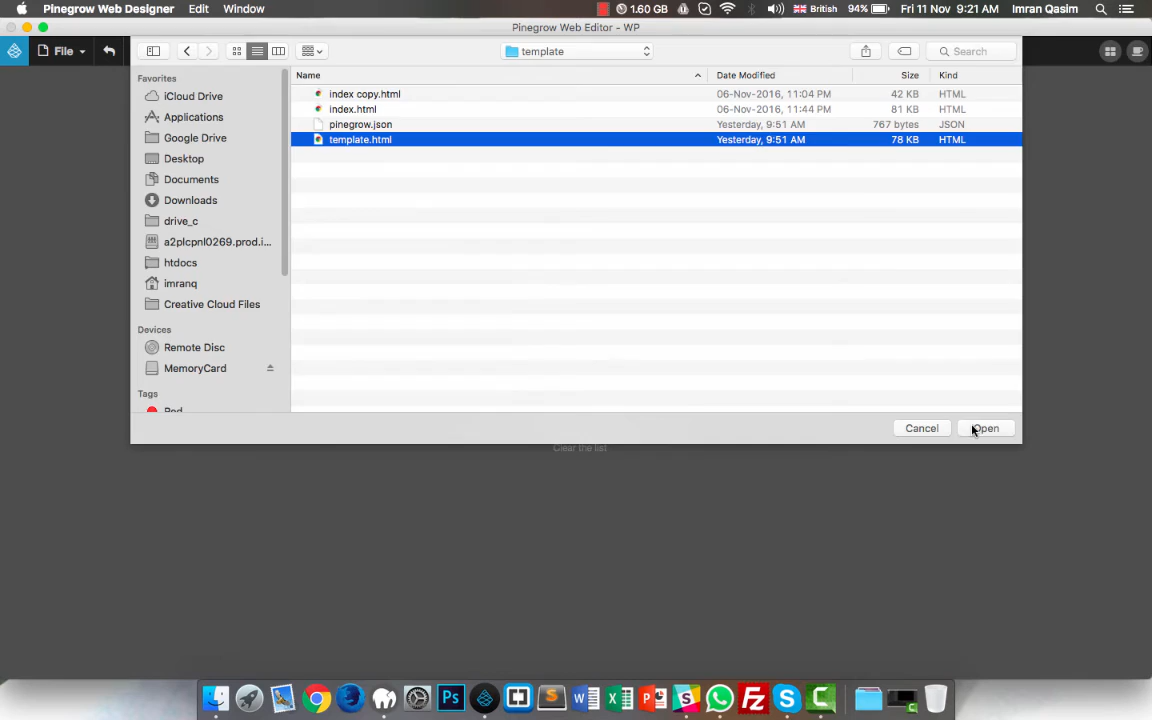 Pinegrow Web Designer Edit Window 1.60 GB British 94% Fri 11 Nov 9:21 AM Imran Qasim
Pinegrow Web Editor - WP
File template Search
Favorites
iCloud Drive
Applications
Google Drive
Desktop
Documents
Downloads
drive_c
a2plcpnl0269.prod.i...
htdocs
imranq
Creative Cloud Files
Devices
Remote Disc
MemoryCard
Tags
Red
Name Date Modified Size Kind
index copy.html 06-Nov-2016, 11:04 PM 42 KB HTML
index.html 06-Nov-2016, 11:44 PM 81 KB HTML
pinegrow.json Yesterday, 9:51 AM 767 bytes JSON
template.html Yesterday, 9:51 AM 78 KB HTML
Cancel Open
Clear the list
Ps W X P Fz S C